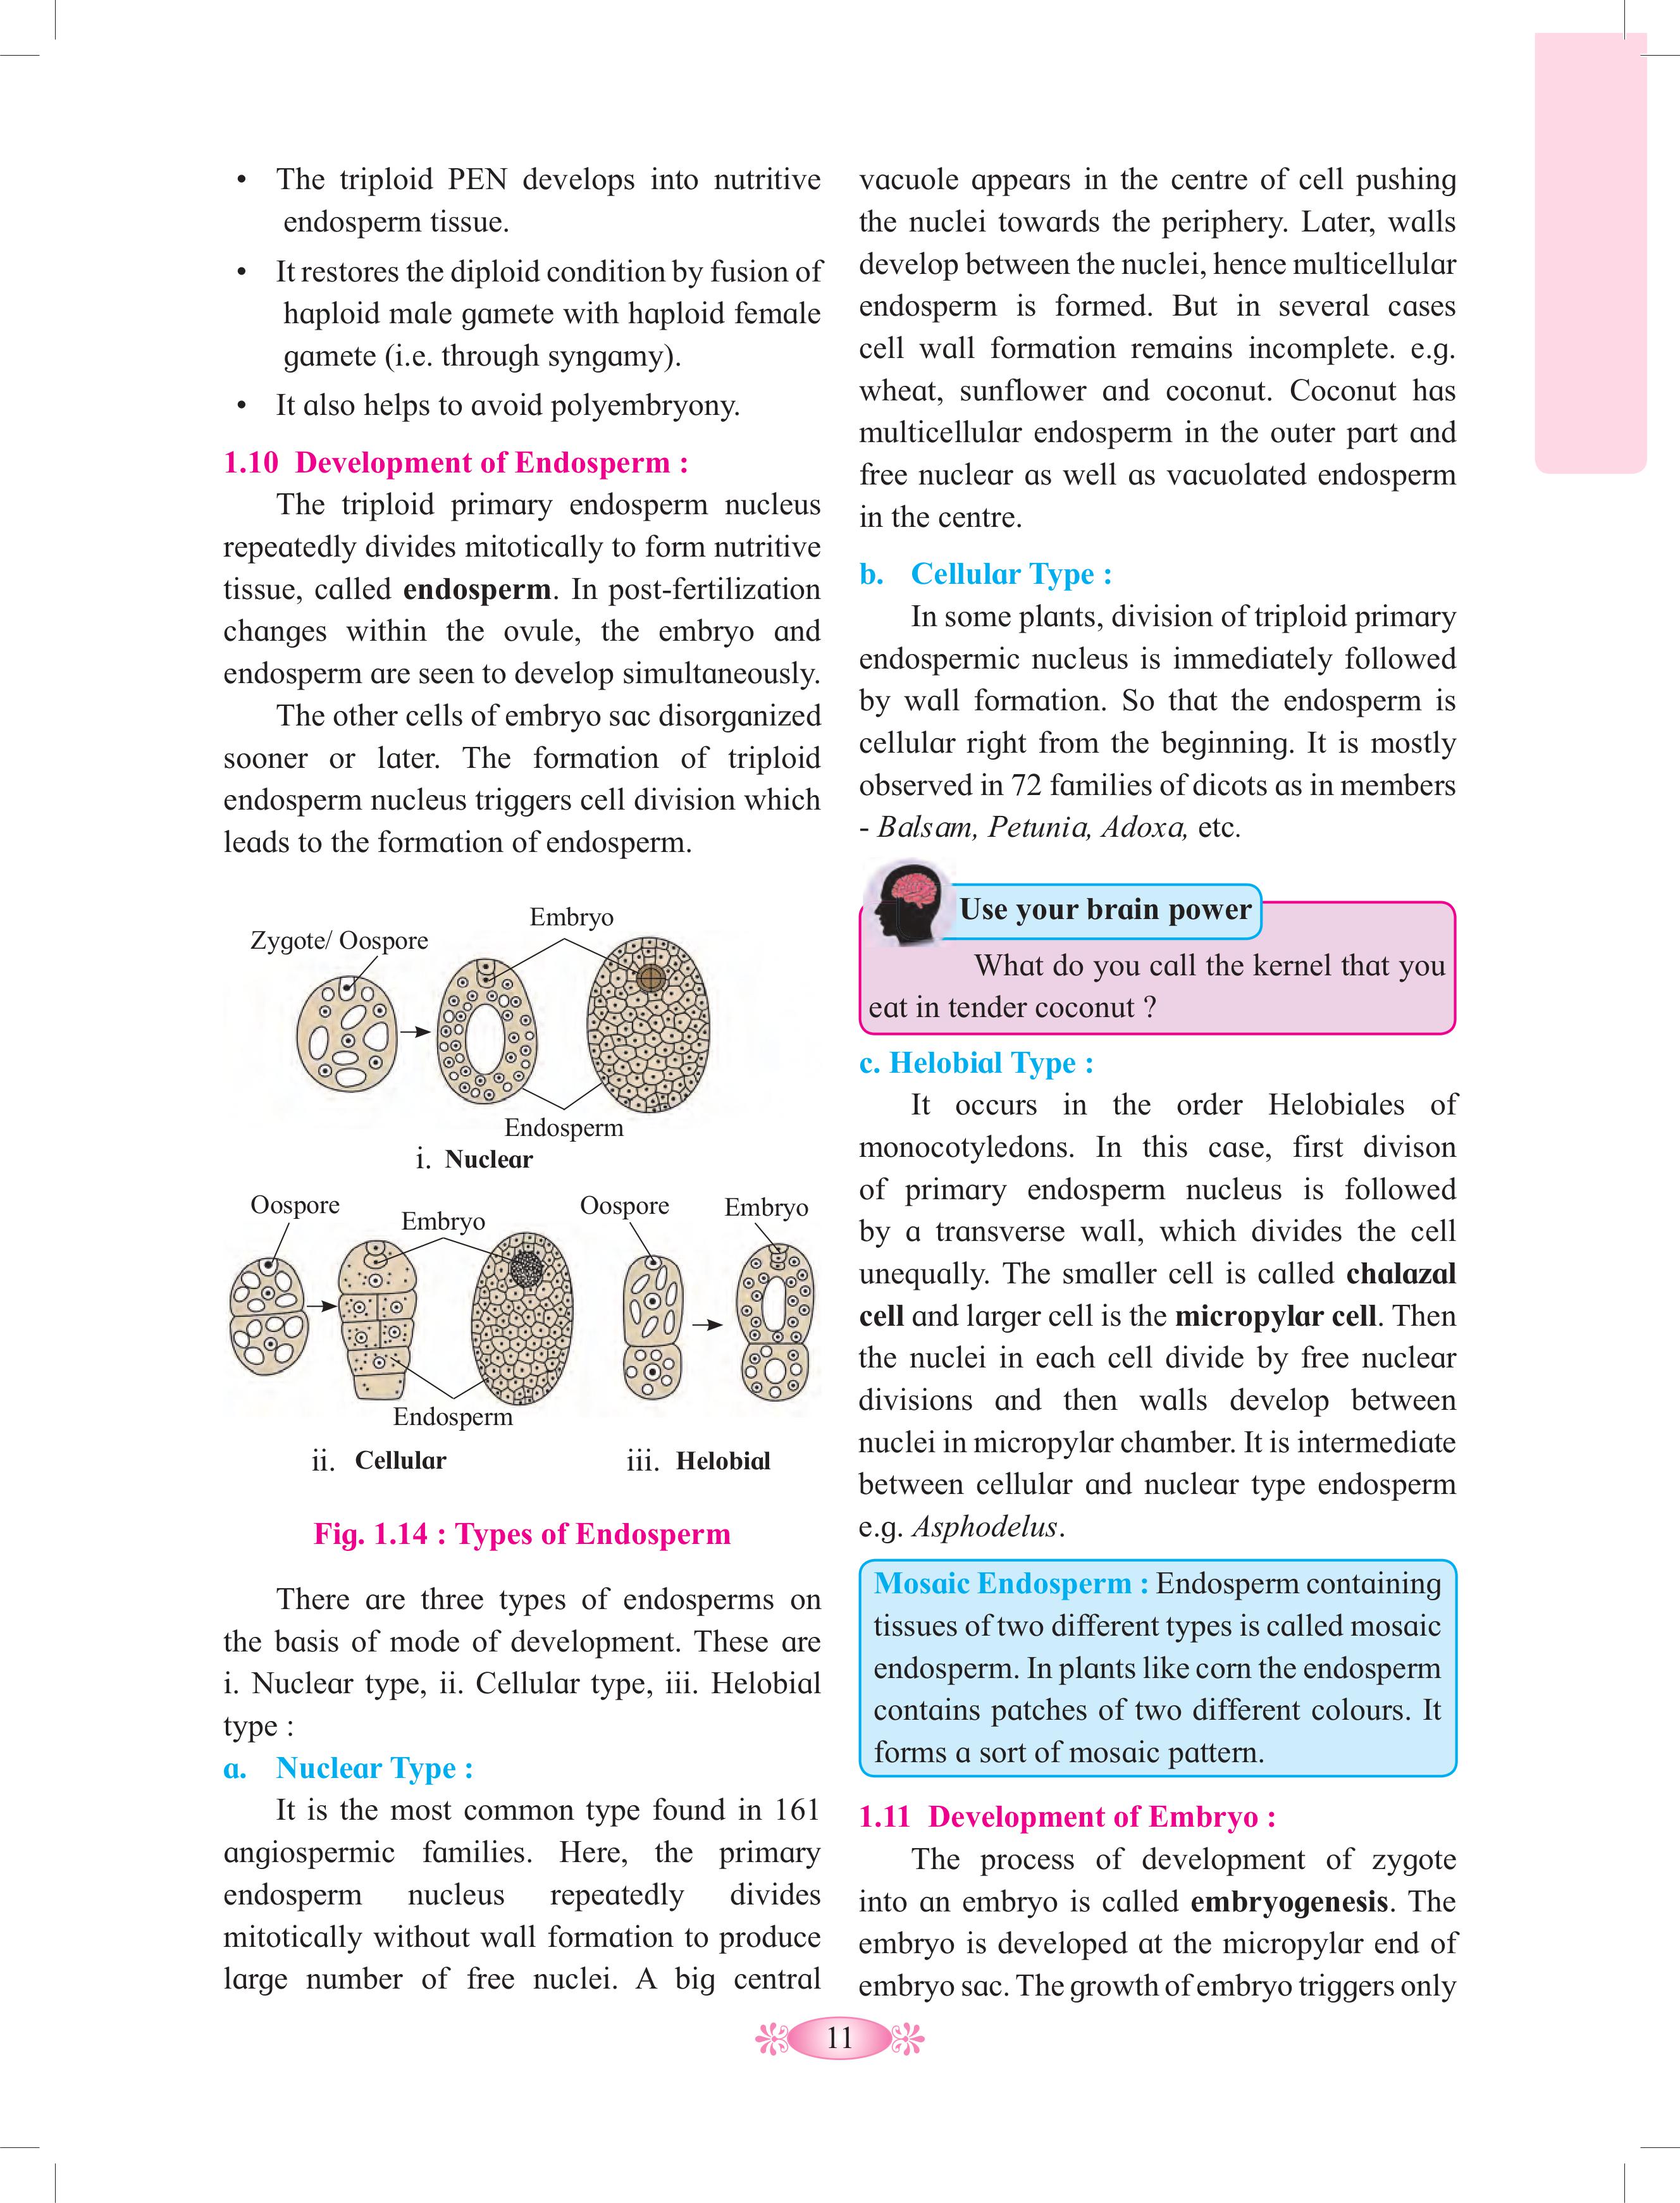 • The triploid PEN develops into nutritive
endosperm tissue.
• It restores the diploid condition by fusion of
haploid male gamete with haploid female
gamete (i.e. through syngamy).
• It also helps to avoid polyembryony.
1.10 Development of Endosperm :
The triploid primary endosperm nucleus
repeatedly divides mitotically to form nutritive
tissue, called endosperm. In post-fertilization
changes within the ovule, the embryo and
endosperm are seen to develop simultaneously.
The other cells of embryo sac disorganized
sooner or later. The formation of triploid
endosperm nucleus triggers cell division which
leads to the formation of endosperm.
Embryo
Zygote/ Oospore
Endosperm
i. Nuclear
Oospore
Embryo
Oospore
Embryo
Endosperm
ii. Cellular
iii. Helobial
Fig. 1.14 : Types of Endosperm
There are three types of endosperms on
the basis of mode of development. These are
i. Nuclear type, ii. Cellular type, iii. Helobial
type :
a. Nuclear Type :
It is the most common type found in 161
angiospermic families. Here, the primary
endosperm nucleus repeatedly divides
mitotically without wall formation to produce
large number of free nuclei. A big central
vacuole appears in the centre of cell pushing
the nuclei towards the periphery. Later, walls
develop between the nuclei, hence multicellular
endosperm is formed. But in several cases
cell wall formation remains incomplete. e.g.
wheat, sunflower and coconut. Coconut has
multicellular endosperm in the outer part and
free nuclear as well as vacuolated endosperm
in the centre.
b. Cellular Type :
In some plants, division of triploid primary
endospermic nucleus is immediately followed
by wall formation. So that the endosperm is
cellular right from the beginning. It is mostly
observed in 72 families of dicots as in members
- Balsam, Petunia, Adoxa, etc.
Use your brain power
What do you call the kernel that you
eat in tender coconut ?
c. Helobial Type :
It occurs in the order Helobiales of
monocotyledons. In this case, first divison
of primary endosperm nucleus is followed
by a transverse wall, which divides the cell
unequally. The smaller cell is called chalazal
cell and larger cell is the micropylar cell. Then
the nuclei in each cell divide by free nuclear
divisions and then walls develop between
nuclei in micropylar chamber. It is intermediate
between cellular and nuclear type endosperm
e.g. Asphodelus.
Mosaic Endosperm : Endosperm containing
tissues of two different types is called mosaic
endosperm. In plants like corn the endosperm
contains patches of two different colours. It
forms a sort of mosaic pattern.
1.11 Development of Embryo :
The process of development of zygote
into an embryo is called embryogenesis. The
embryo is developed at the micropylar end of
embryo sac. The growth of embryo triggers only
11